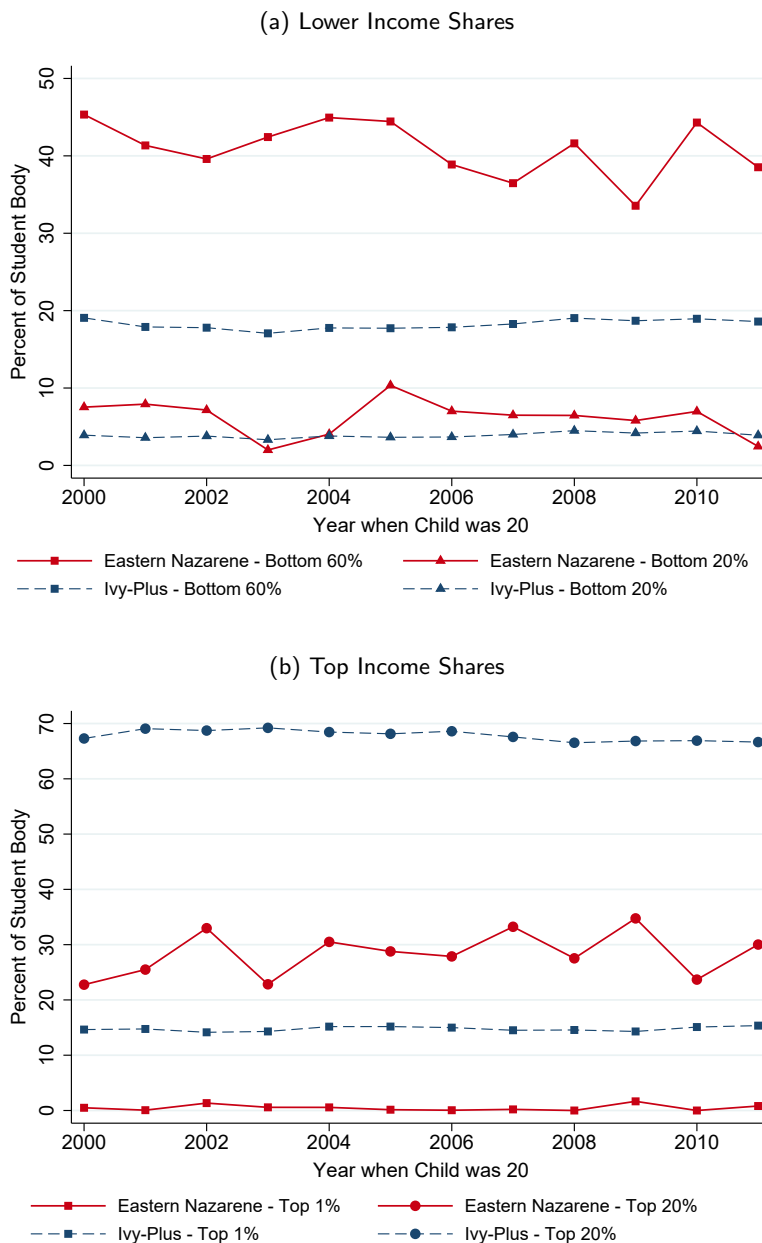 (a) Lower Income Shares
50
40
30
20
10
0
Percent of Student Body
2000 2002 2004 2006 2008 2010
Year when Child was 20
Eastern Nazarene - Bottom 60% Eastern Nazarene - Bottom 20%
Ivy-Plus - Bottom 60% Ivy-Plus - Bottom 20%
(b) Top Income Shares
70
60
50
40
30
20
10
0
Percent of Student Body
2000 2002 2004 2006 2008 2010
Year when Child was 20
Eastern Nazarene - Top 1% Eastern Nazarene - Top 20%
Ivy-Plus - Top 1% Ivy-Plus - Top 20%